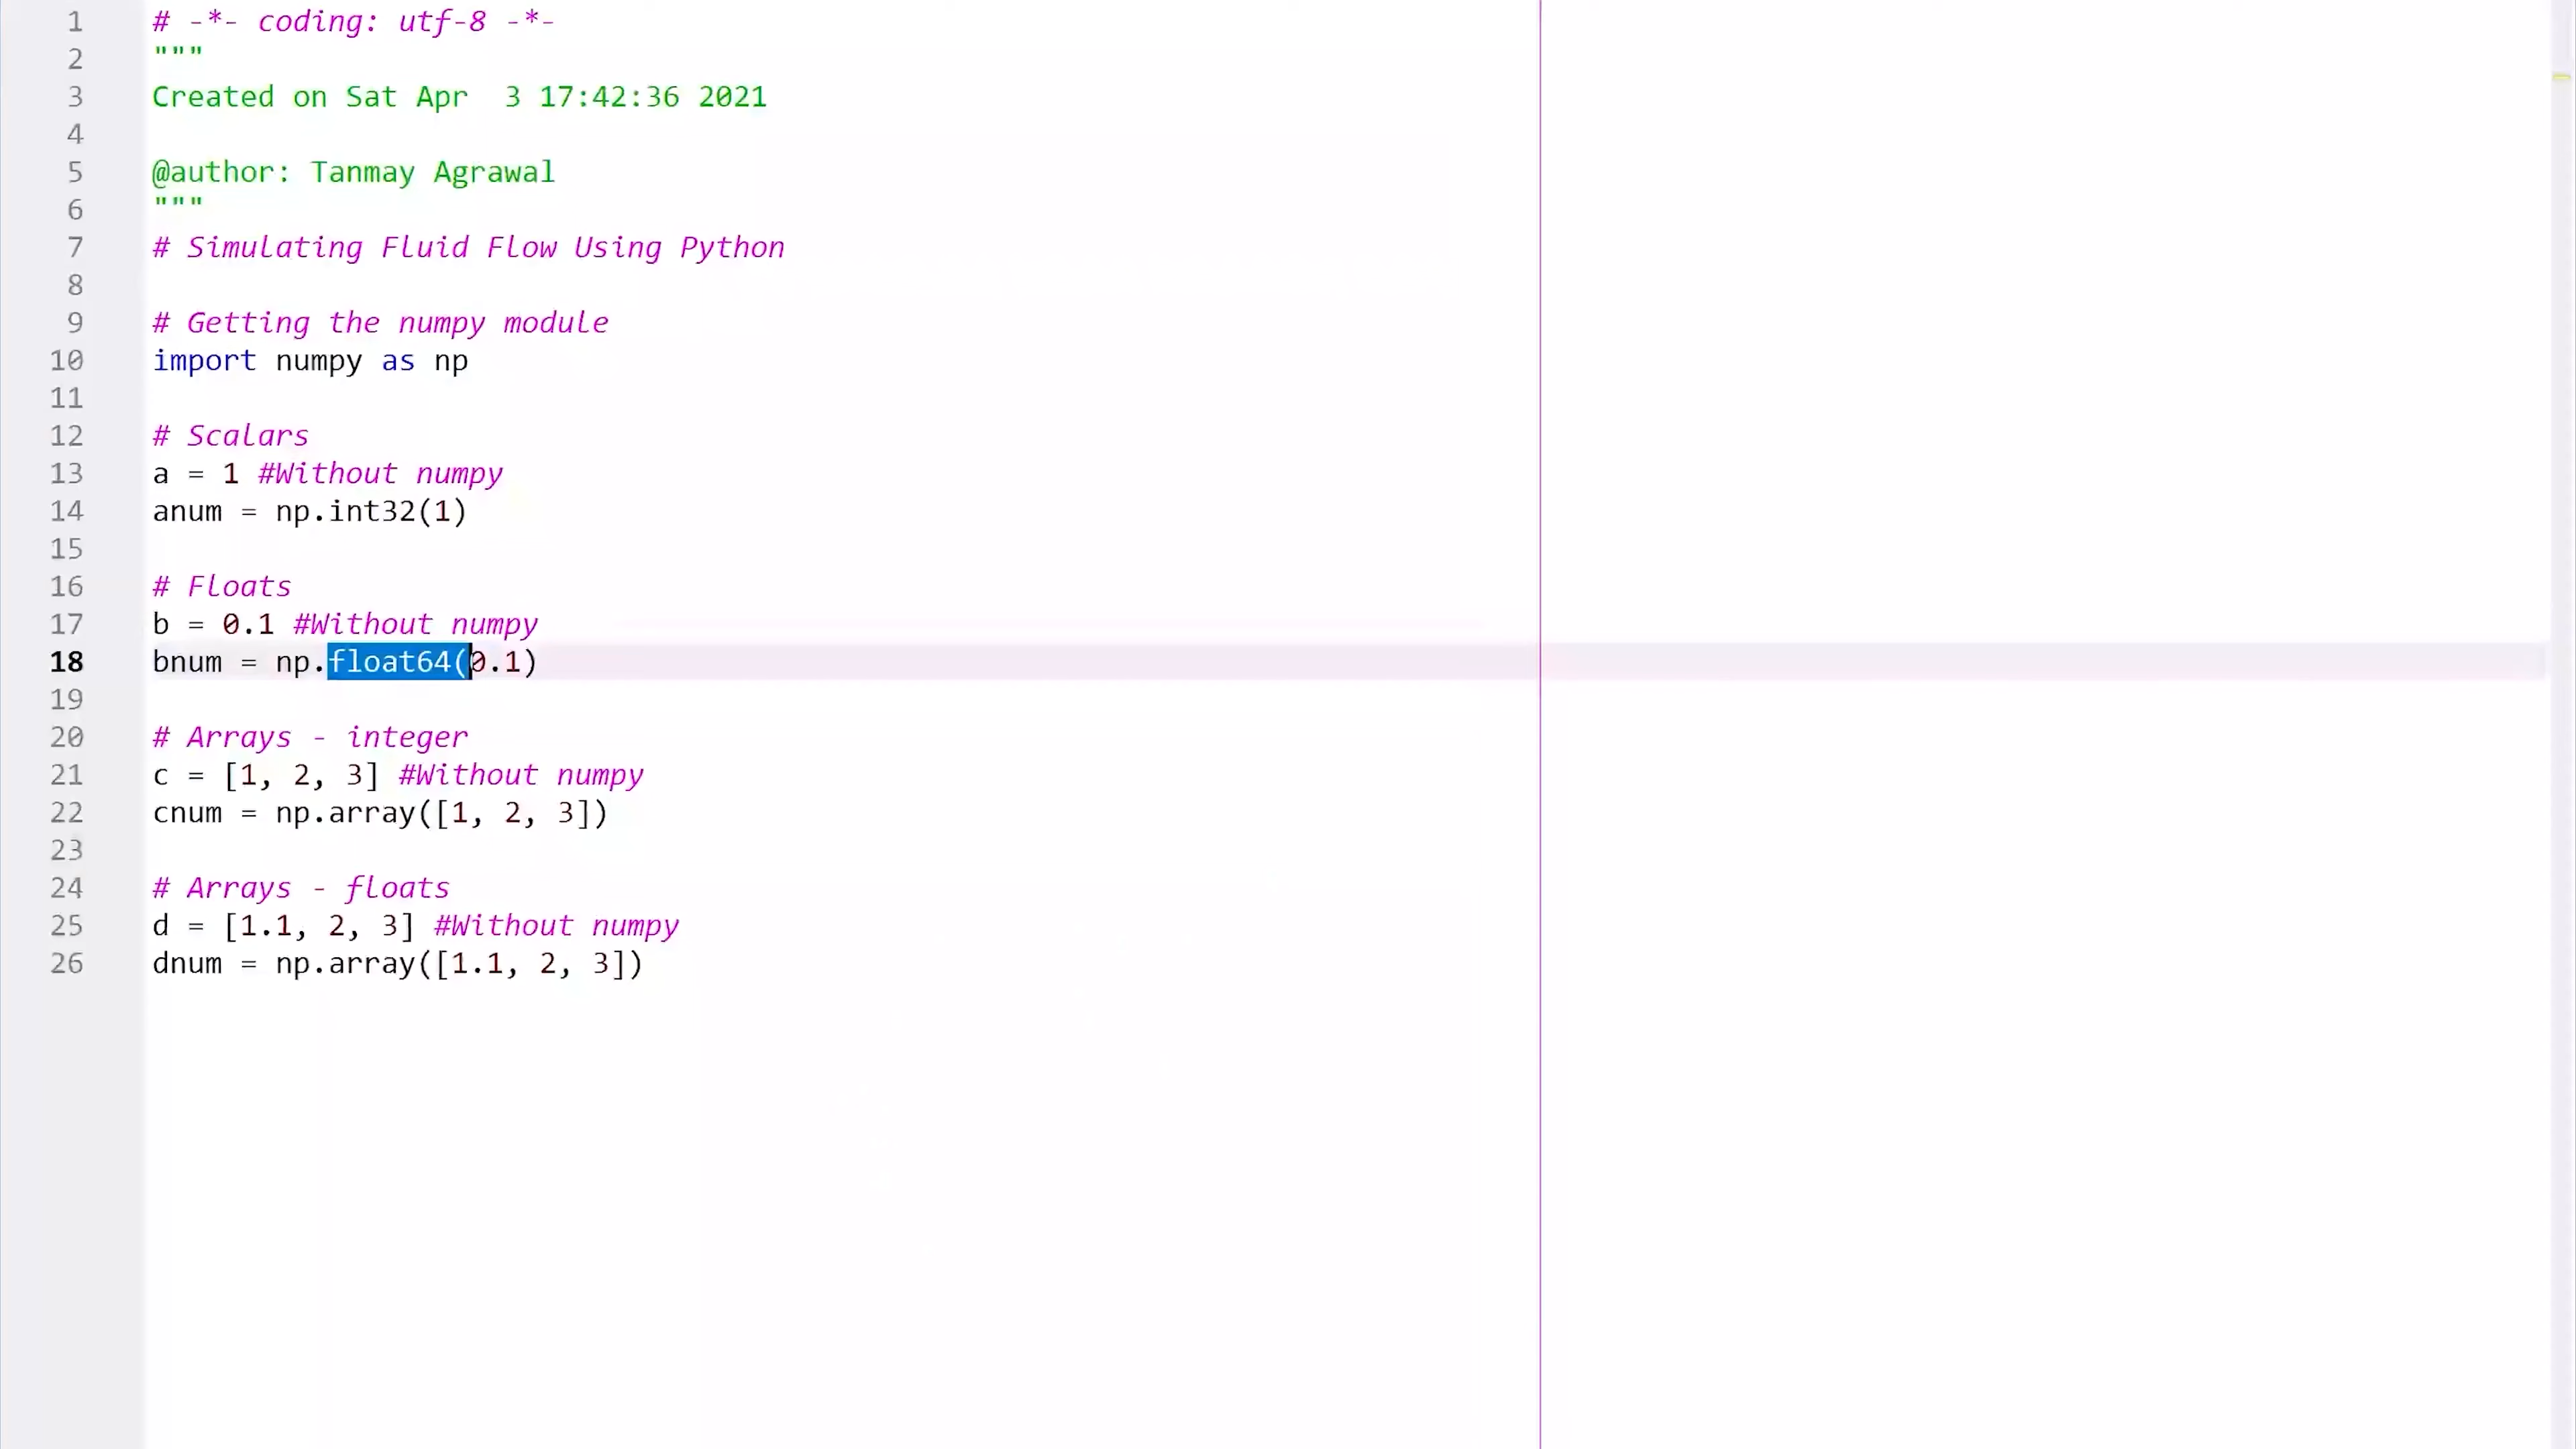 1 # -*- coding: utf-8 -*-
2 """
3 Created on Sat Apr  3 17:42:36 2021
4
5 @author: Tanmay Agrawal
6 """
7 # Simulating Fluid Flow Using Python
8
9 # Getting the numpy module
10 import numpy as np
11
12 # Scalars
13 a = 1 #Without numpy
14 anum = np.int32(1)
15
16 # Floats
17 b = 0.1 #Without numpy
18 bnum = np.float64(0.1)
19
20 # Arrays - integer
21 c = [1, 2, 3] #Without numpy
22 cnum = np.array([1, 2, 3])
23
24 # Arrays - floats
25 d = [1.1, 2, 3] #Without numpy
26 dnum = np.array([1.1, 2, 3])